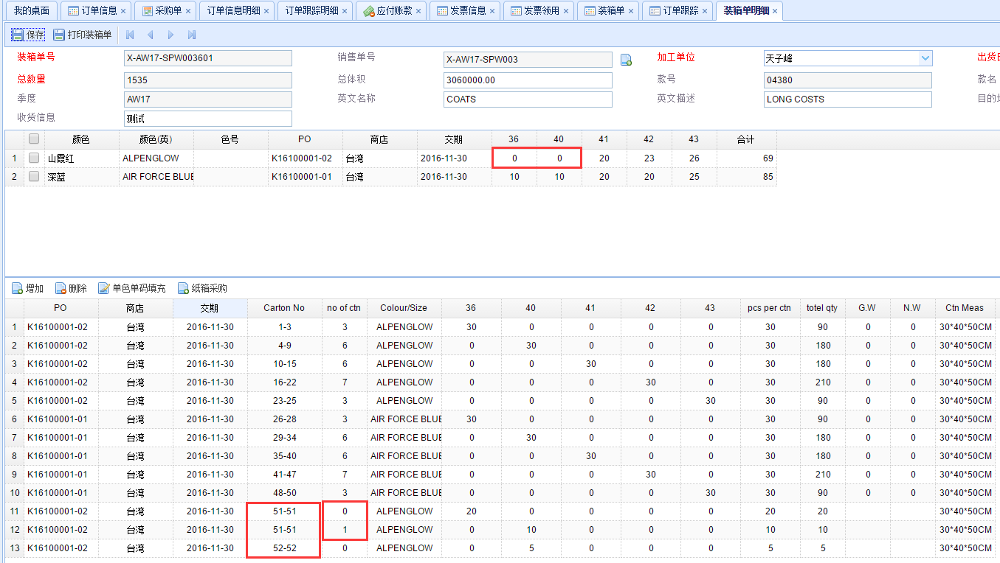 我的桌面 订单信息 × 采购单 × 订单信息明细 × 订单跟踪明细 × 应付账款 × 发票信息 × 发票领用 × 装箱单 × 订单跟踪 × 装箱单明细 ×
保存 打印装箱单
装箱单号 X-AW17-SPW003601 销售单号 X-AW17-SPW003 加工单位 天子峰
总数量 1535 总体积 3060000.00 款号 04380 款名
季度 AW17 英文名称 COATS 英文描述 LONG COSTS
收货信息 测试
颜色 颜色(英) 色号 PO 商店 交期 36 40 41 42 43 合计
1 山霞红 ALPENGLOW K16100001-02 台湾 2016-11-30 0 0 20 23 26 69
2 深蓝 AIR FORCE BLUE K16100001-01 台湾 2016-11-30 10 10 20 20 25 85
增加 删除 单色单码填充 纸箱采购
PO 商店 交期 Carton No no of ctn Colour/Size 36 40 41 42 43 pcs per ctn totel qty G.W N.W Ctn Meas
1 K16100001-02 台湾 2016-11-30 1-3 3 ALPENGLOW 30 0 0 0 0 30 90 0 0 30*40*50CM
2 K16100001-02 台湾 2016-11-30 4-9 6 ALPENGLOW 0 30 0 0 0 30 180 0 0 30*40*50CM
3 K16100001-02 台湾 2016-11-30 10-15 6 ALPENGLOW 0 0 30 0 0 30 180 0 0 30*40*50CM
4 K16100001-02 台湾 2016-11-30 16-22 7 ALPENGLOW 0 0 0 30 0 30 210 0 0 30*40*50CM
5 K16100001-02 台湾 2016-11-30 23-25 3 ALPENGLOW 0 0 0 0 30 30 90 0 0 30*40*50CM
6 K16100001-01 台湾 2016-11-30 26-28 3 AIR FORCE BLUE 30 0 0 0 0 30 90 0 0 30*40*50CM
7 K16100001-01 台湾 2016-11-30 29-34 6 AIR FORCE BLUE 0 30 0 0 0 30 180 0 0 30*40*50CM
8 K16100001-01 台湾 2016-11-30 35-40 6 AIR FORCE BLUE 0 0 30 0 0 30 180 0 0 30*40*50CM
9 K16100001-01 台湾 2016-11-30 41-47 7 AIR FORCE BLUE 0 0 0 30 0 30 210 0 0 30*40*50CM
10 K16100001-01 台湾 2016-11-30 48-50 3 AIR FORCE BLUE 0 0 0 0 30 30 90 0 0 30*40*50CM
11 K16100001-02 台湾 2016-11-30 51-51 0 ALPENGLOW 20 0 0 0 0 20 20 30*40*50CM
12 K16100001-02 台湾 2016-11-30 51-51 1 ALPENGLOW 0 10 0 0 0 10 10 30*40*50CM
13 K16100001-02 台湾 2016-11-30 52-52 0 ALPENGLOW 0 5 0 0 0 5 5 30*40*50CM